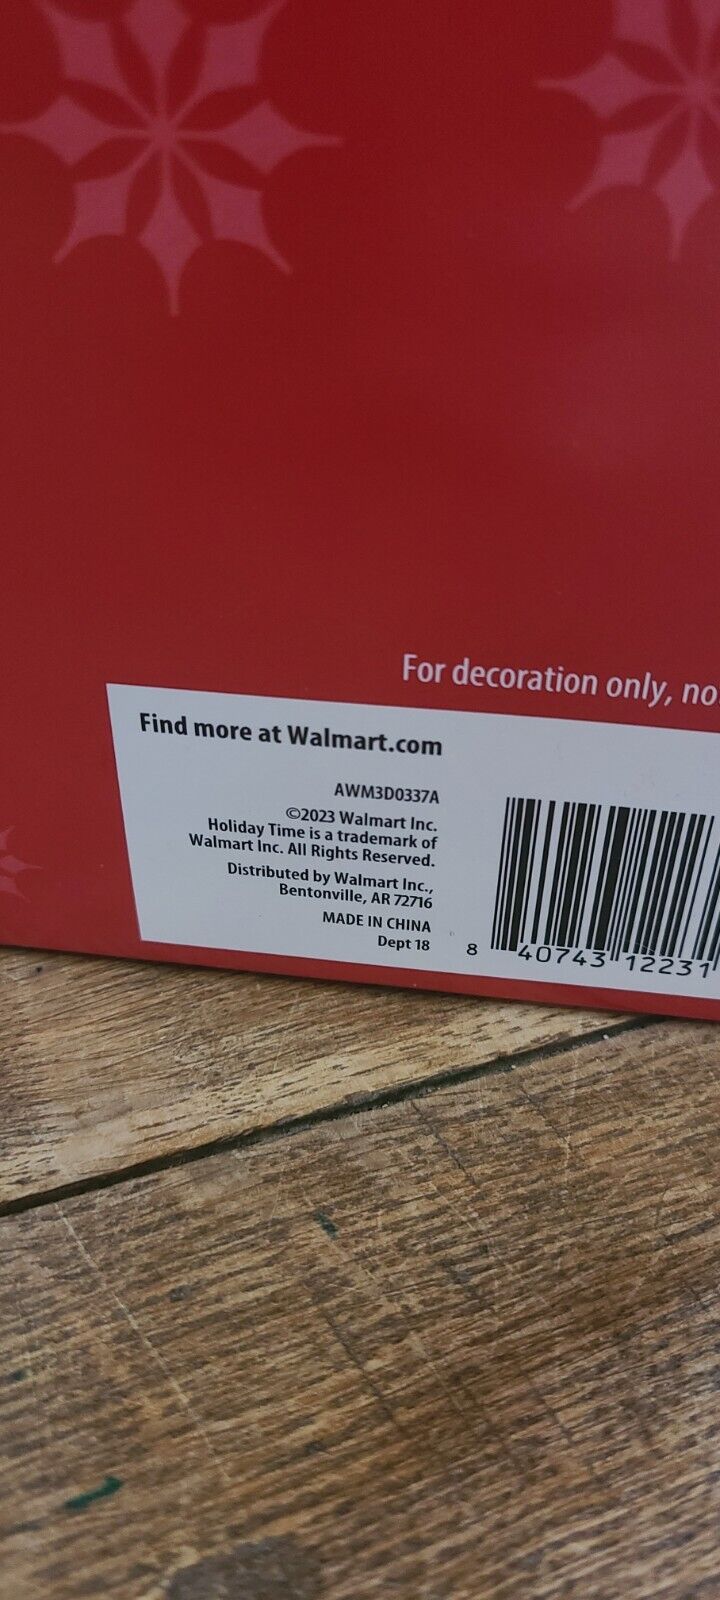 For decoration only, no
Find more at Walmart.com
AWM3D0337A
©2023 Walmart Inc.
Holiday Time is a trademark of
Walmart Inc. All Rights Reserved.
Distributed by Walmart Inc.,
Bentonville, AR 72716
MADE IN CHINA
Dept 18
8 40743 12231